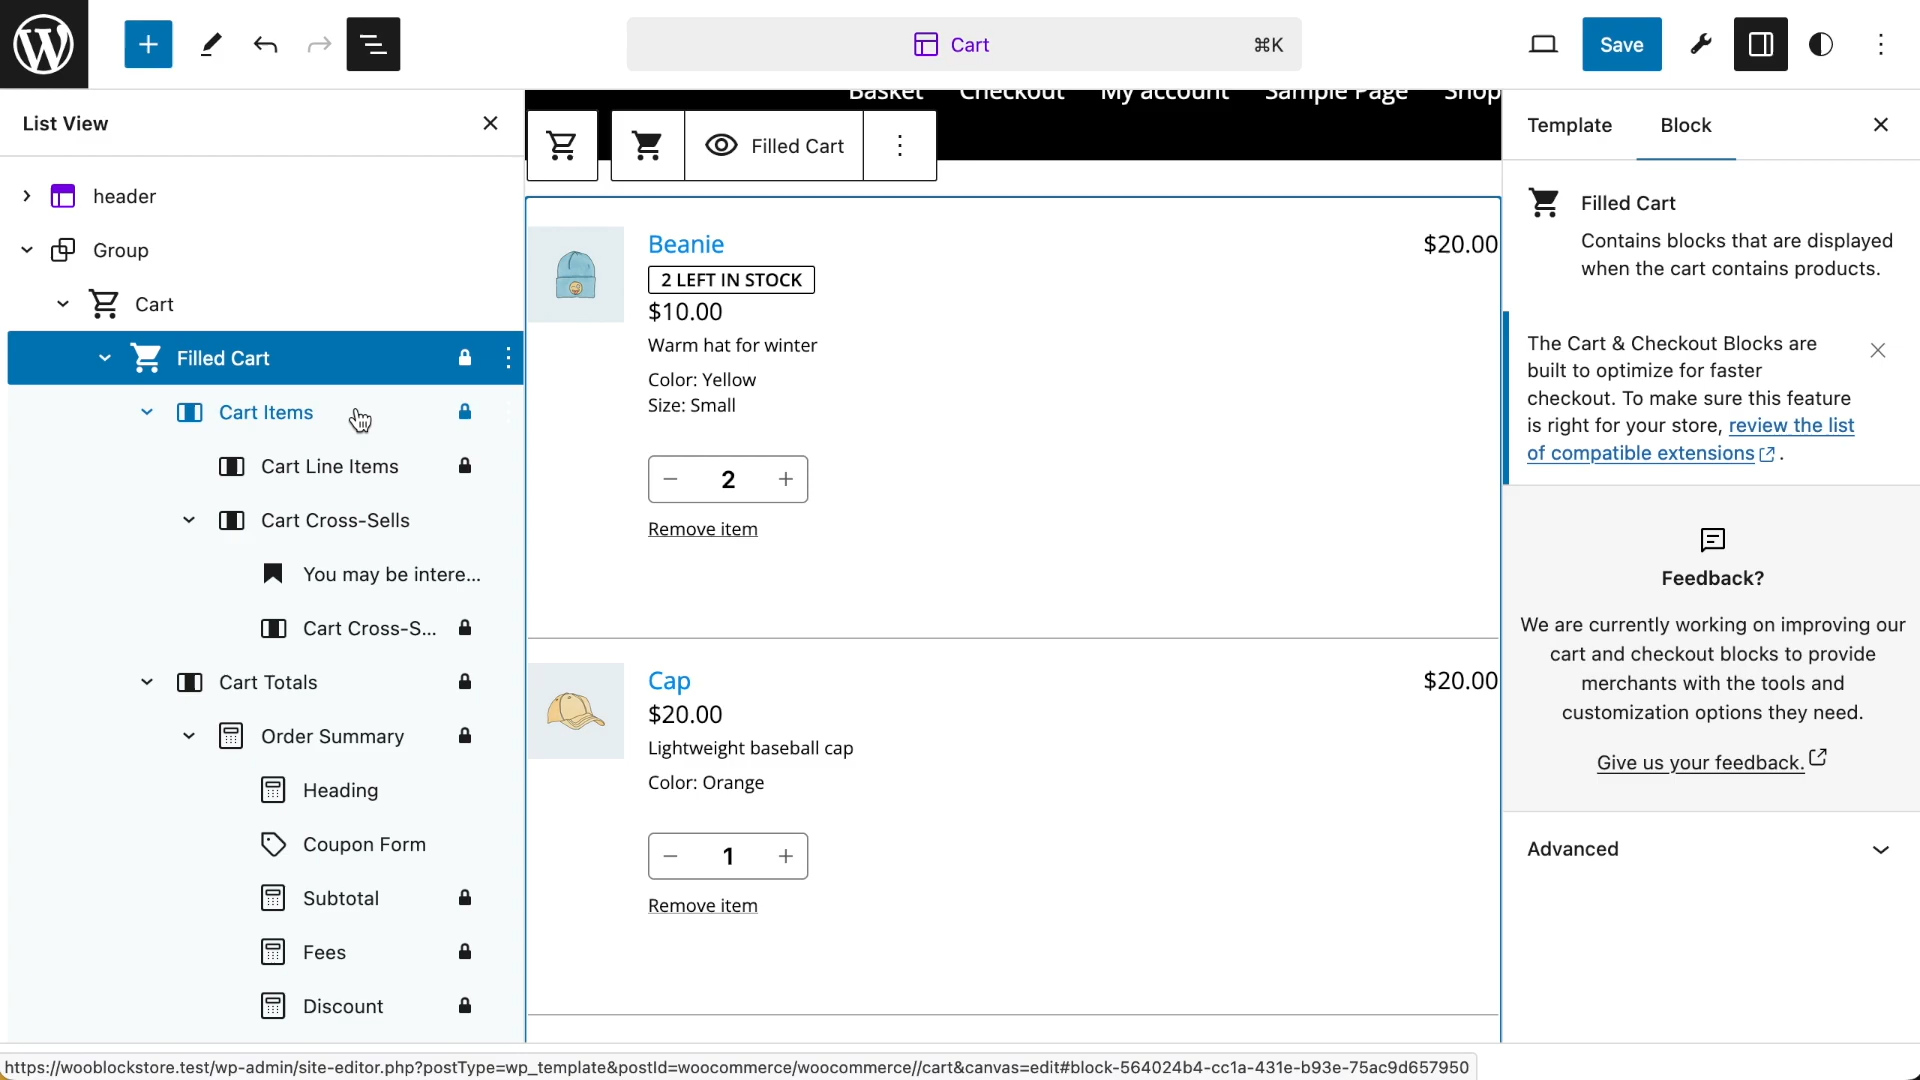 Cart
⌘K
Save
List View
header
Group
Cart
Filled Cart
Cart Items
Cart Line Items
Cart Cross-Sells
You may be intere...
Cart Cross-S...
Cart Totals
Order Summary
Heading
Coupon Form
Subtotal
Fees
Discount
Basket Checkout My account Sample Page Shop
Filled Cart
Beanie $20.00
2 LEFT IN STOCK
$10.00
Warm hat for winter
Color: Yellow
Size: Small
− 2 +
Remove item
Cap $20.00
$20.00
Lightweight baseball cap
Color: Orange
− 1 +
Remove item
Template Block
Filled Cart
Contains blocks that are displayed
when the cart contains products.
The Cart & Checkout Blocks are
built to optimize for faster
checkout. To make sure this feature
is right for your store, review the list
of compatible extensions .
Feedback?
We are currently working on improving our
cart and checkout blocks to provide
merchants with the tools and
customization options they need.
Give us your feedback.
Advanced
https://wooblockstore.test/wp-admin/site-editor.php?postType=wp_template&postId=woocommerce/woocommerce//cart&canvas=edit#block-564024b4-cc1a-431e-b93e-75ac9d657950